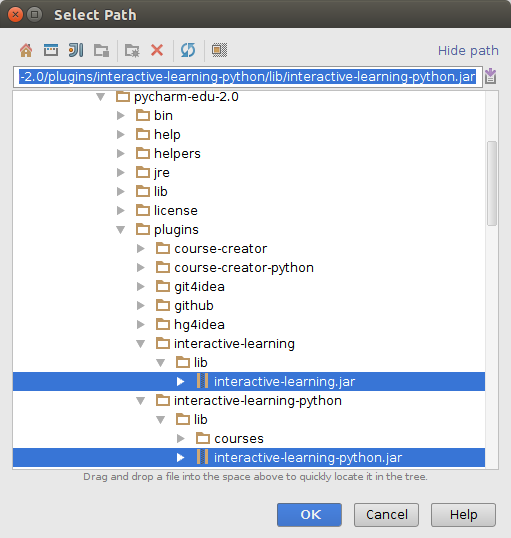 Select Path
Hide path
-2.0/plugins/interactive-learning-python/lib/interactive-learning-python.jar
pycharm-edu-2.0
bin
help
helpers
jre
lib
license
plugins
course-creator
course-creator-python
git4idea
github
hg4idea
interactive-learning
lib
interactive-learning.jar
interactive-learning-python
lib
courses
interactive-learning-python.jar
Drag and drop a file into the space above to quickly locate it in the tree.
OK Cancel Help